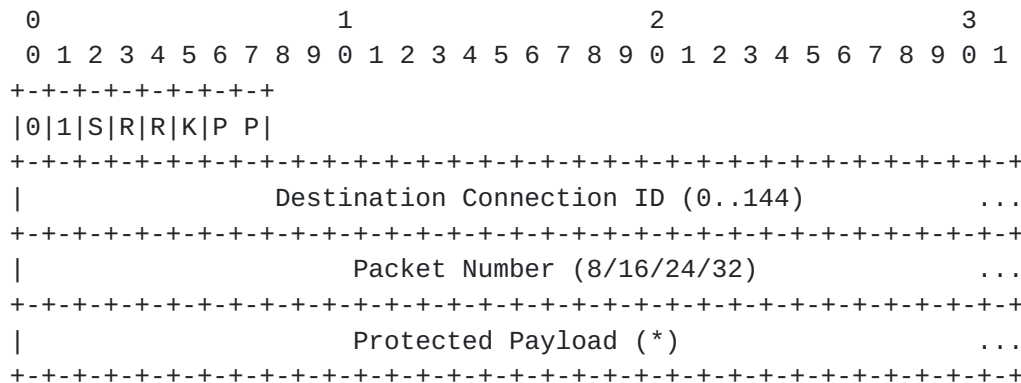 0                   1                   2                   3
 0 1 2 3 4 5 6 7 8 9 0 1 2 3 4 5 6 7 8 9 0 1 2 3 4 5 6 7 8 9 0 1
+-+-+-+-+-+-+-+-+
|0|1|S|R|R|K|P P|
+-+-+-+-+-+-+-+-+-+-+-+-+-+-+-+-+-+-+-+-+-+-+-+-+-+-+-+-+-+-+-+-+
|                Destination Connection ID (0..144)           ...
+-+-+-+-+-+-+-+-+-+-+-+-+-+-+-+-+-+-+-+-+-+-+-+-+-+-+-+-+-+-+-+-+
|                     Packet Number (8/16/24/32)              ...
+-+-+-+-+-+-+-+-+-+-+-+-+-+-+-+-+-+-+-+-+-+-+-+-+-+-+-+-+-+-+-+-+
|                     Protected Payload (*)                   ...
+-+-+-+-+-+-+-+-+-+-+-+-+-+-+-+-+-+-+-+-+-+-+-+-+-+-+-+-+-+-+-+-+